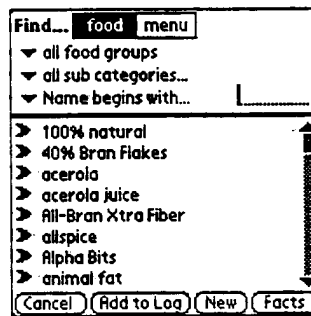 Find... food menu
all food groups
all sub categories...
Name begins with...
100% natural
40% Bran Flakes
acerola
acerola juice
All-Bran Xtra Fiber
allspice
Alpha Bits
animal fat
Cancel Add to Log New Facts